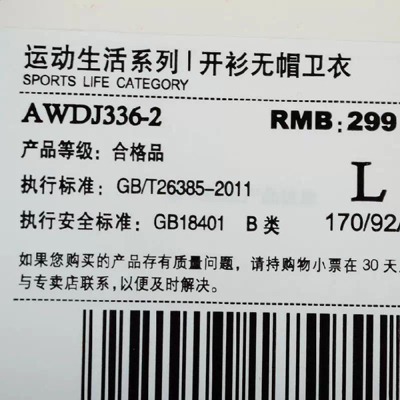 运动生活系列 | 开衫无帽卫衣
SPORTS LIFE CATEGORY
AWDJ336-2 RMB: 299
产品等级: 合格品
执行标准: GB/T26385-2011 L
执行安全标准: GB18401 B 类 170/92/
如果您购买的产品存有质量问题, 请持购物小票在 30 天
与专卖店联系, 以便及时解决。